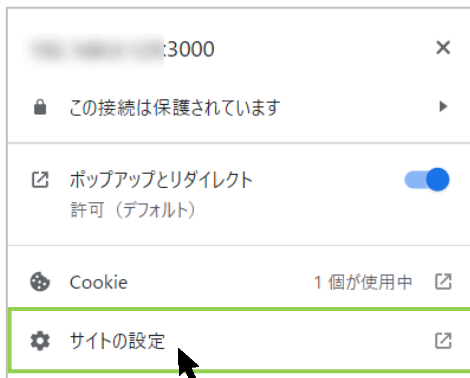 :3000
この接続は保護されています
ポップアップとリダイレクト
許可（デフォルト）
Cookie 1 個が使用中
サイトの設定